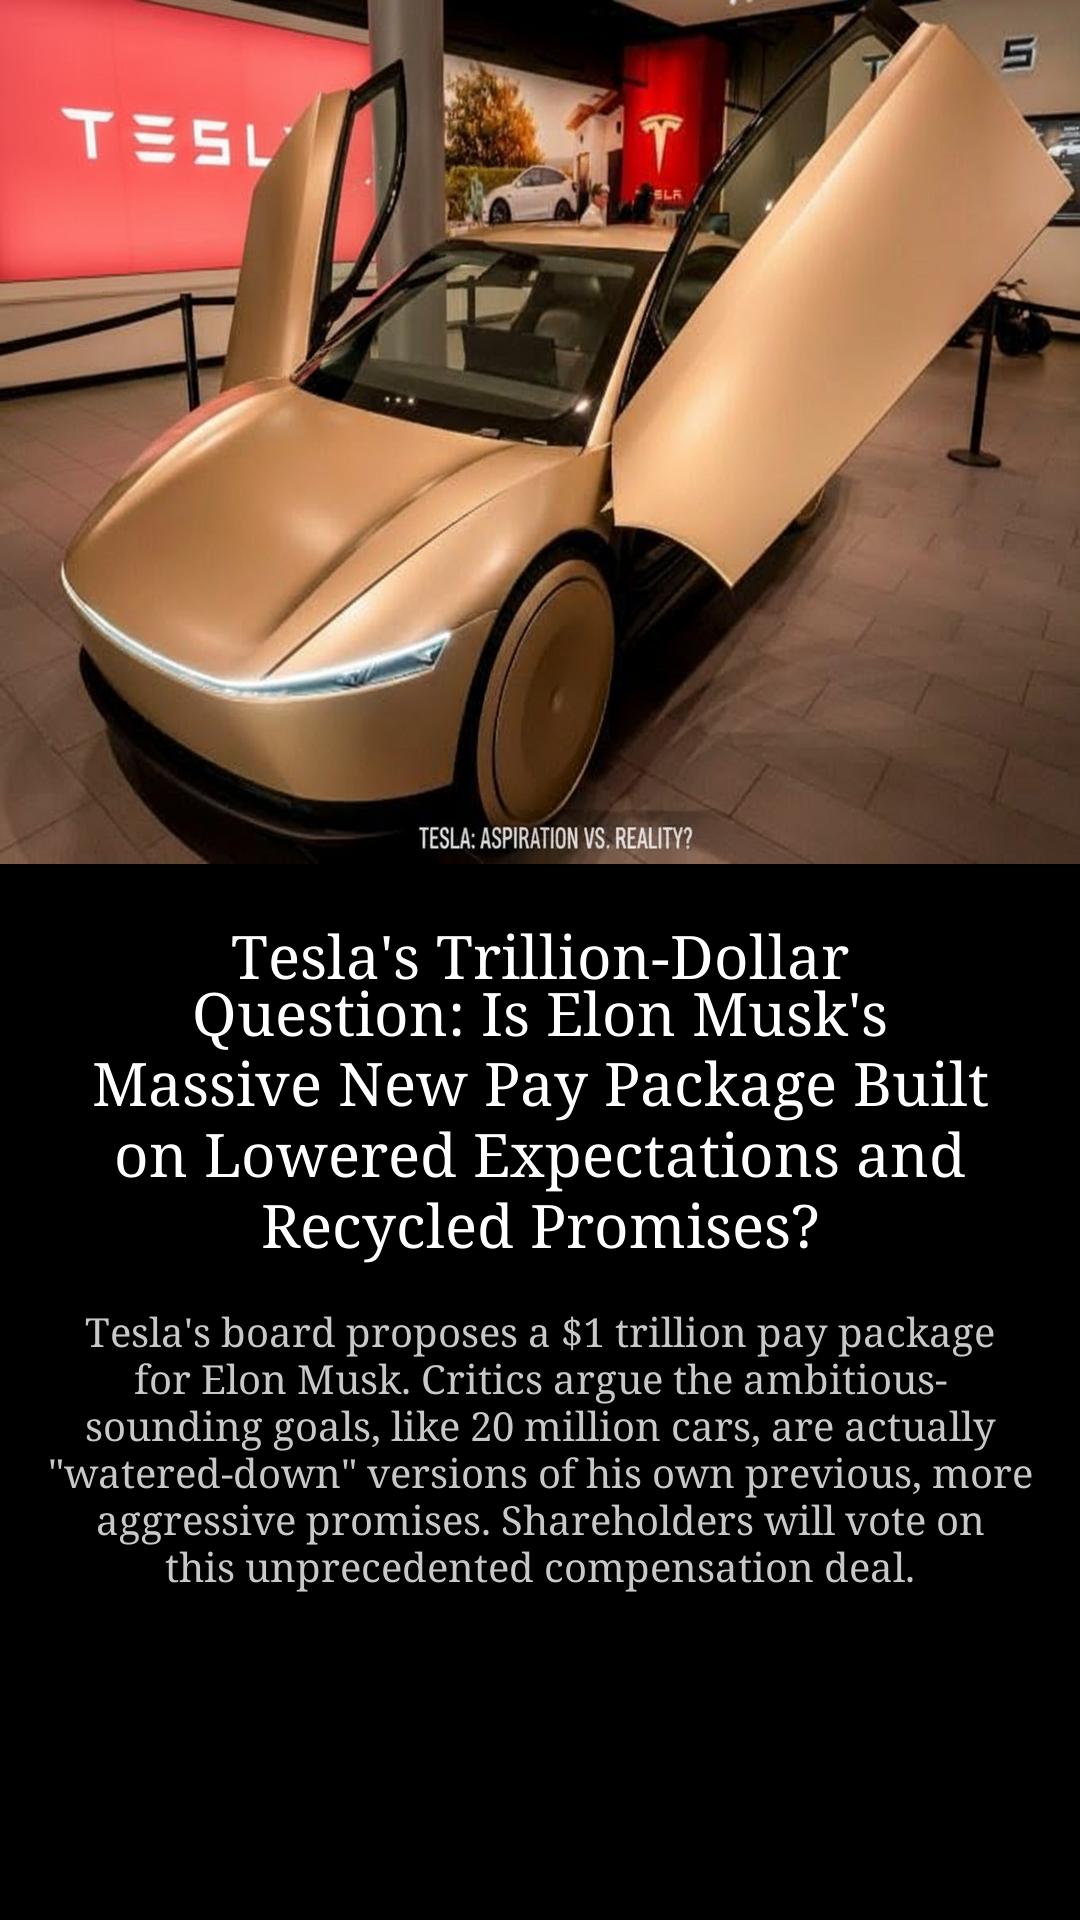 TESL
TESLA: ASPIRATION VS. REALITY?
Tesla's Trillion-Dollar
Question: Is Elon Musk's
Massive New Pay Package Built
on Lowered Expectations and
Recycled Promises?
Tesla's board proposes a $1 trillion pay package
for Elon Musk. Critics argue the ambitious-
sounding goals, like 20 million cars, are actually
"watered-down" versions of his own previous, more
aggressive promises. Shareholders will vote on
this unprecedented compensation deal.